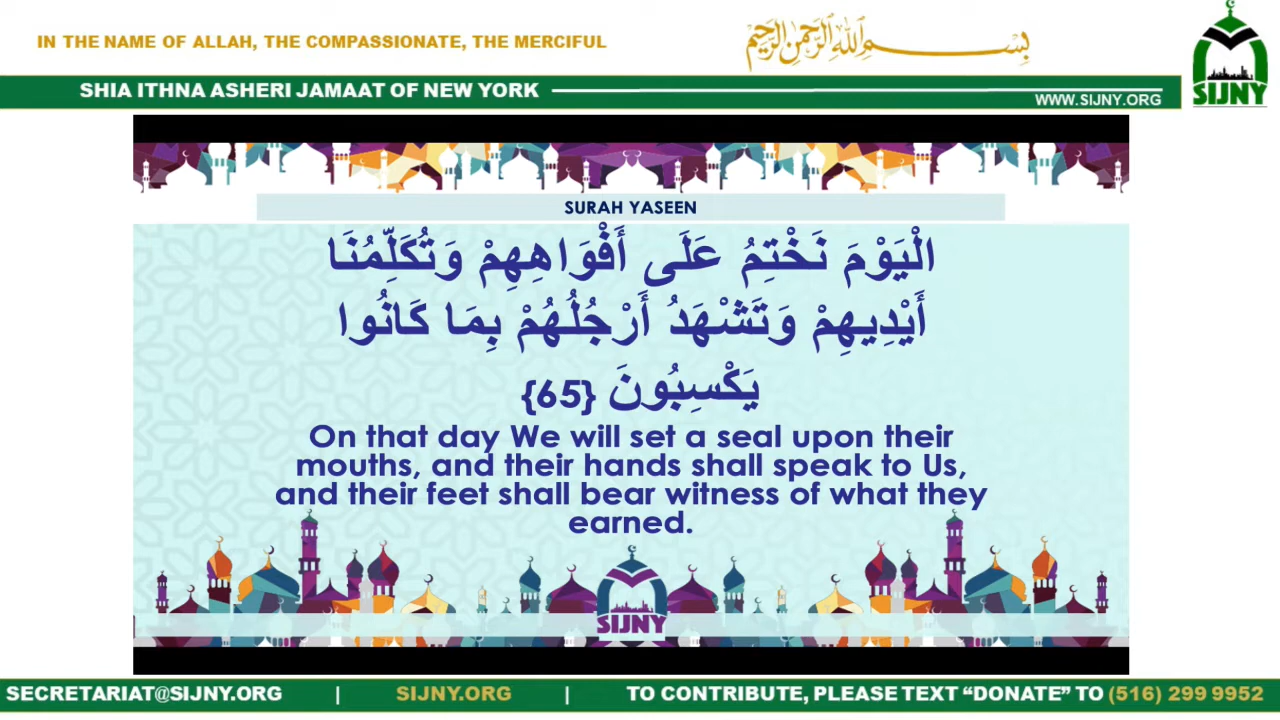 IN THE NAME OF ALLAH, THE COMPASSIONATE, THE MERCIFUL
بِسْمِ اللهِ الرَّحْمٰنِ الرَّحِيْمِ
SHIA ITHNA ASHERI JAMAAT OF NEW YORK
WWW.SIJNY.ORG
SIJNY
SURAH YASEEN
الْيَوْمَ نَخْتِمُ عَلَى أَفْوَاهِهِمْ وَتُكَلِّمُنَا
أَيْدِيهِمْ وَتَشْهَدُ أَرْجُلُهُمْ بِمَا كَانُوا
يَكْسِبُونَ {65}
On that day We will set a seal upon their
mouths, and their hands shall speak to Us,
and their feet shall bear witness of what they
earned.
SIJNY
SECRETARIAT@SIJNY.ORG | SIJNY.ORG | TO CONTRIBUTE, PLEASE TEXT “DONATE” TO (516) 299 9952